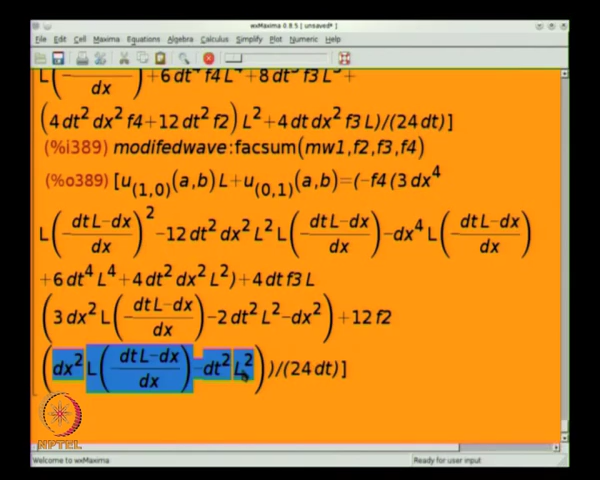 wxMaxima 0.8.5 [ unsaved* ]
File Edit Cell Maxima Equations Algebra Calculus Simplify Plot Numeric Help
L(−―――dx) +6 dt⁴ f4 L⁴ +8 dt³ f3 L³ +
(4 dt² dx² f4+12 dt² f2) L² +4 dt dx² f3 L)/(24 dt)]
(%i389) modifedwave:facsum(mw1,f2,f3,f4)
(%o389) [u(1,0)(a,b) L+u(0,1)(a,b)=(−f4 (3 dx⁴
L(−(dt L−dx)/dx)² −12 dt² dx² L² L(−(dt L−dx)/dx) −dx⁴ L(−(dt L−dx)/dx)
+6 dt⁴ L⁴ +4 dt² dx² L²) +4 dt f3 L
(3 dx² L(−(dt L−dx)/dx) −2 dt² L² −dx²) +12 f2
(dx² L(−(dt L−dx)/dx) −dt² L²))/(24 dt)]
NPTEL
Welcome to wxMaxima Ready for user input